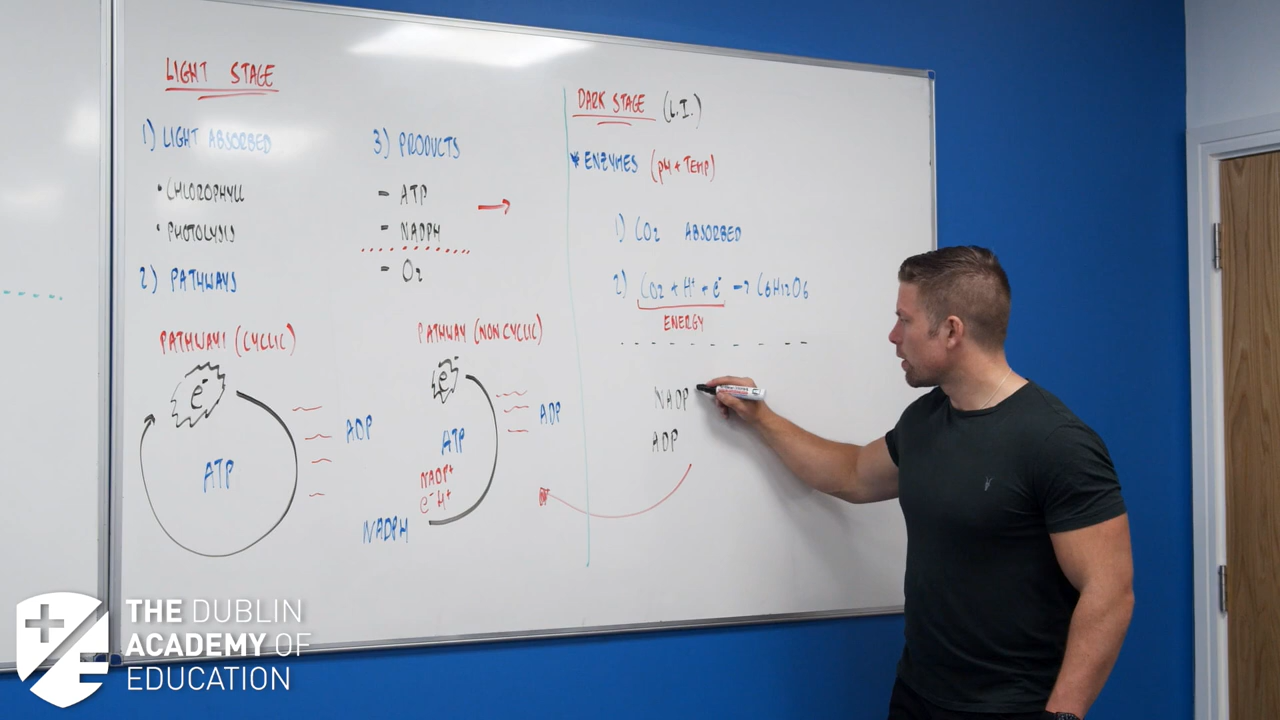 LIGHT STAGE
1) LIGHT ABSORBED
• CHLOROPHYLL
• PHOTOLYSIS
2) PATHWAYS
3) PRODUCTS
- ATP
- NADPH
- O2
PATHWAY1 (CYCLIC)
e-
ATP
ADP
PATHWAY (NON CYCLIC)
e-
ATP
ADP
NADP+
e- H+
NADPH
DARK STAGE (L.I.)
* ENZYMES (pH + TEMP)
1) CO2 ABSORBED
2) CO2 + H+ + e- → C6H12O6
ENERGY
NADP
ADP
THE DUBLIN
ACADEMY OF
EDUCATION